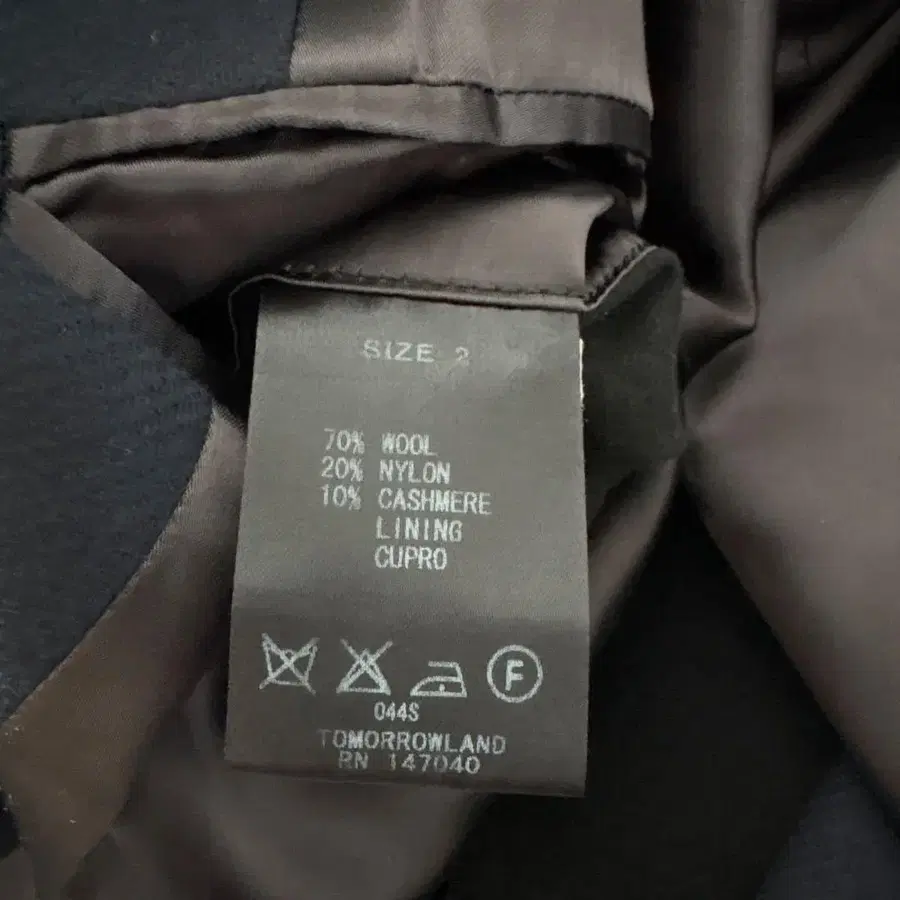 SIZE 2
70% WOOL
20% NYLON
10% CASHMERE
LINING
CUPRO
F
044S
TOMORROWLAND
RN 147040